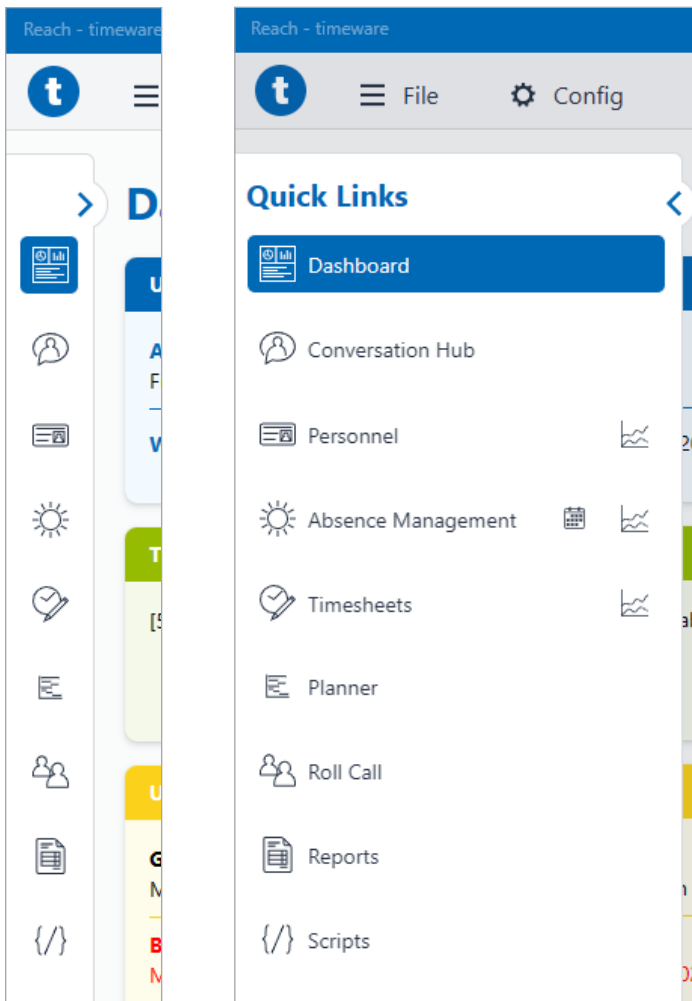 Reach - timeware
t
D
U
A
F
W
T
[5
U
G
M
{/}
B
M
Reach - timeware
t
File
Config
Quick Links
Dashboard
Conversation Hub
Personnel
Absence Management
Timesheets
Planner
Roll Call
Reports
{/} Scripts